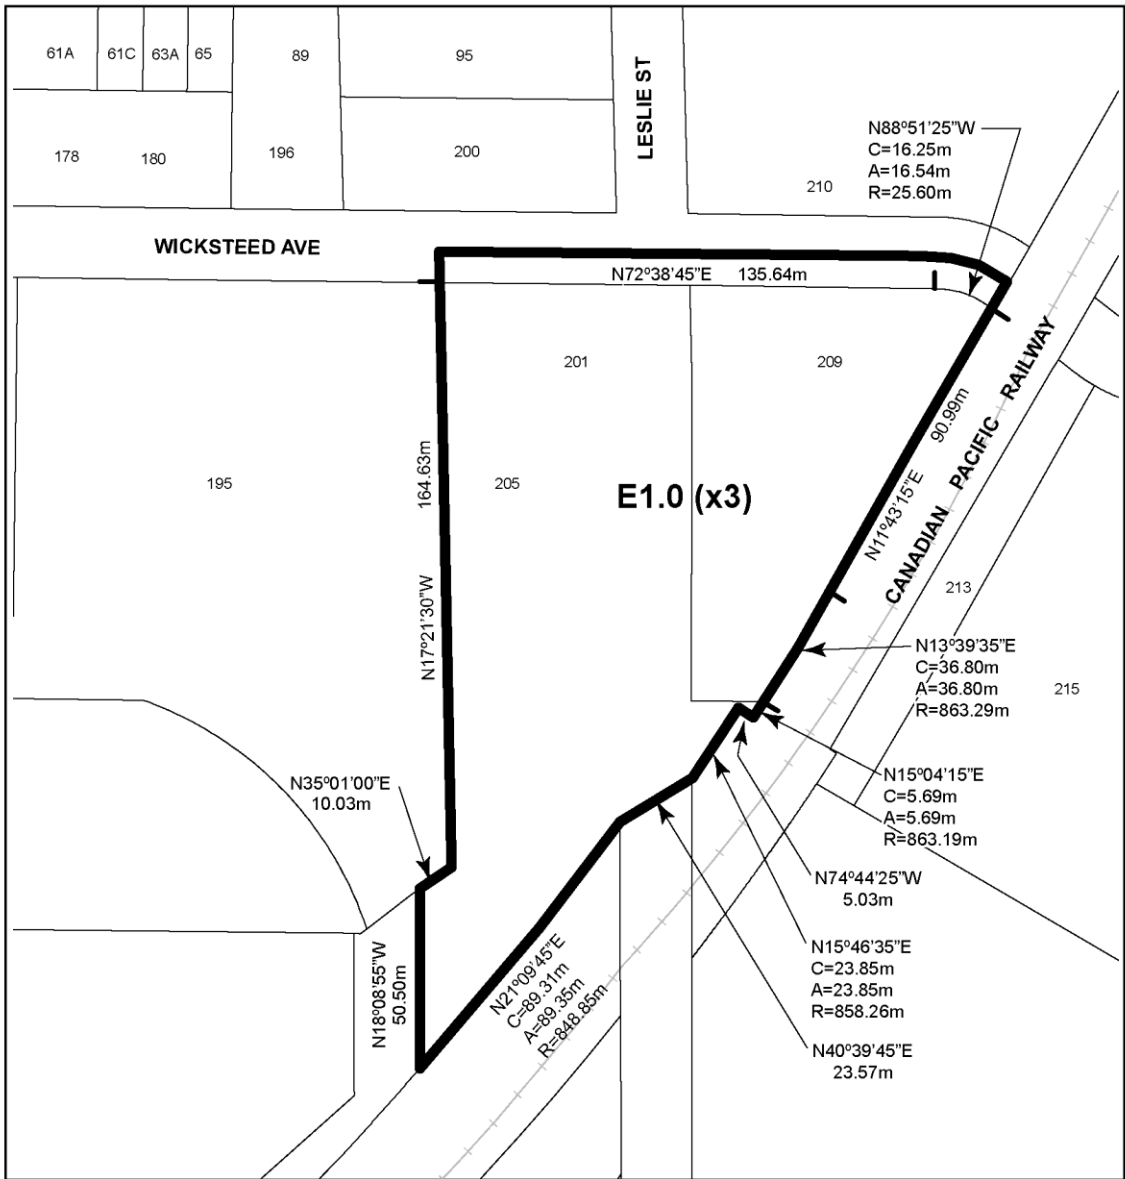 61A
61C
63A
65
89
95
LESLIE ST
178
180
196
200
210
N88º51'25"W
C=16.25m
A=16.54m
R=25.60m
WICKSTEED AVE
N72º38'45"E 135.64m
201
209
195
205
164.63m
N17º21'30"W
E1.0 (x3)
90.99m
N11º43'15"E
CANADIAN PACIFIC RAILWAY
213
215
N13º39'35"E
C=36.80m
A=36.80m
R=863.29m
N15º04'15"E
C=5.69m
A=5.69m
R=863.19m
N35º01'00"E
10.03m
N74º44'25"W
5.03m
N15º46'35"E
C=23.85m
A=23.85m
R=858.26m
N40º39'45"E
23.57m
N18º08'55"W
50.50m
N21º09'45"E
C=89.31m
A=89.35m
R=848.85m